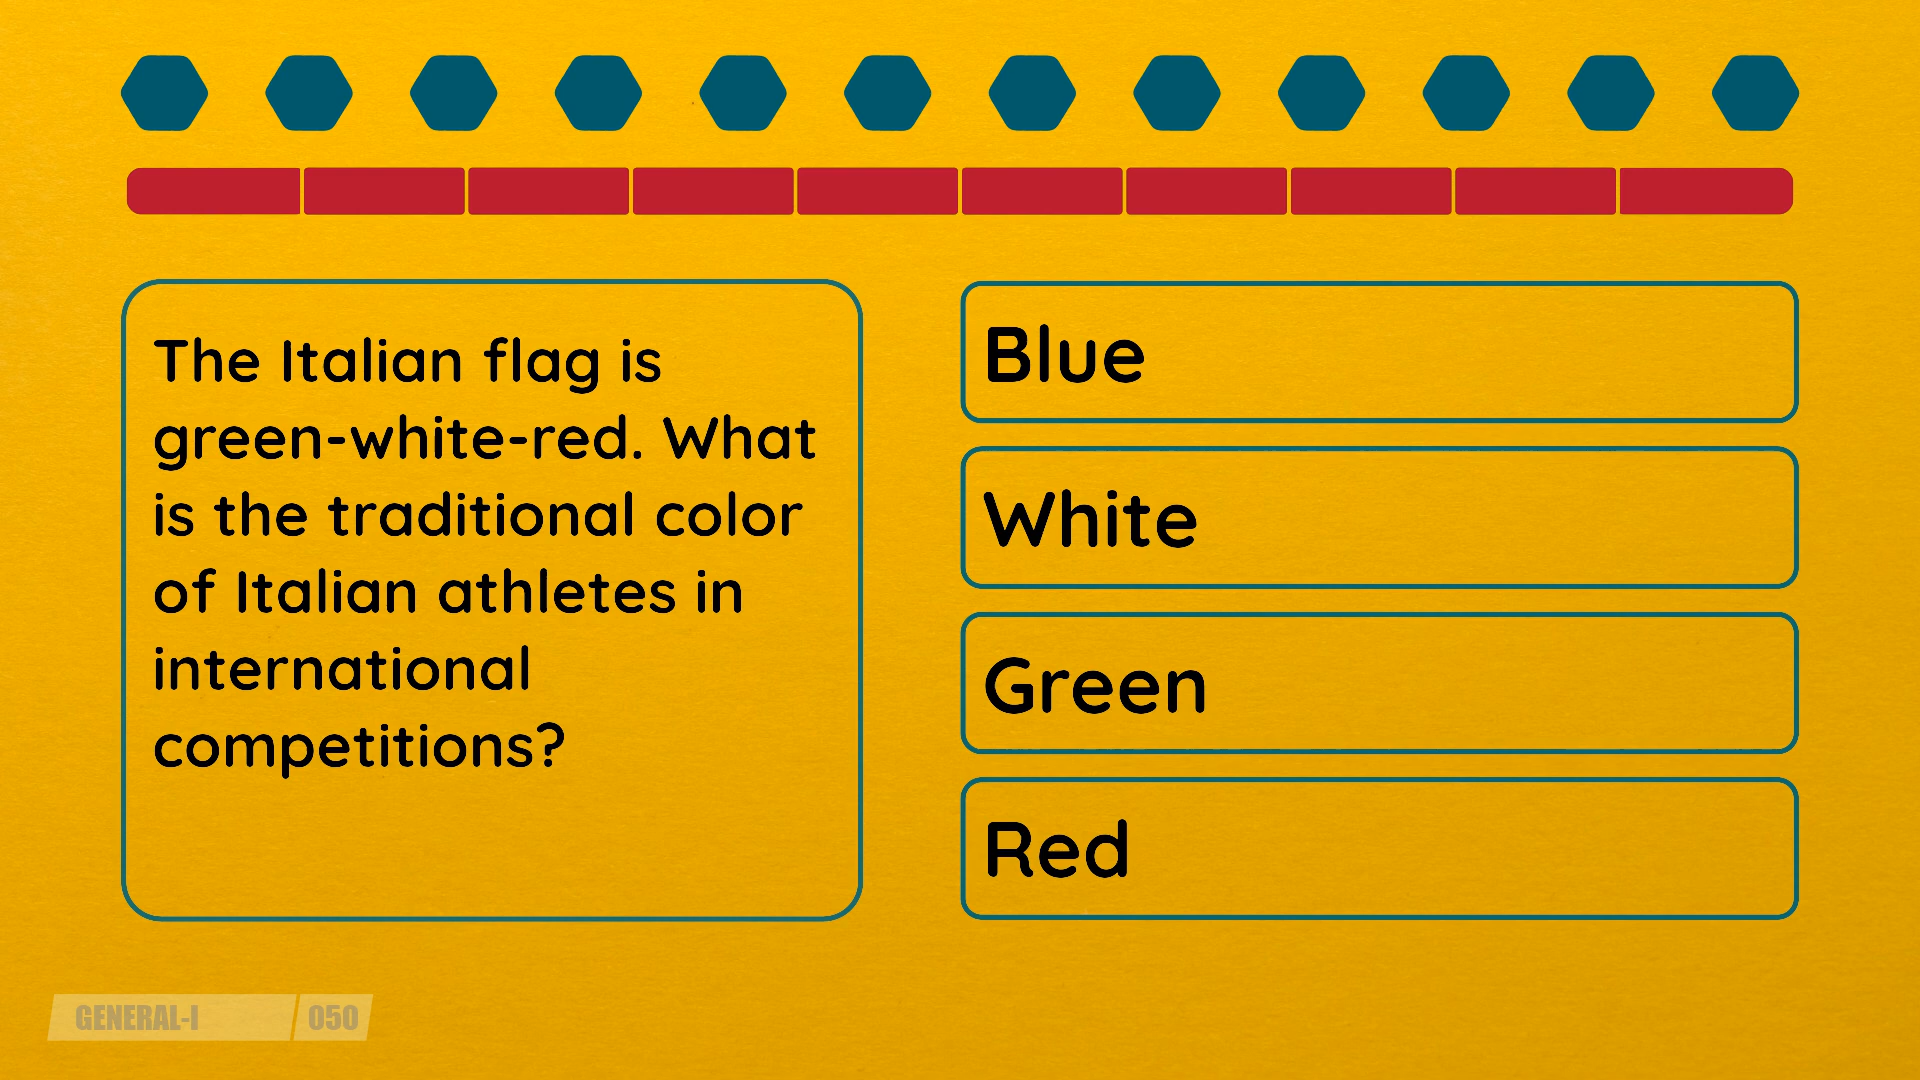 The Italian flag is
green-white-red. What
is the traditional color
of Italian athletes in
international
competitions?
Blue
White
Green
Red
GENERAL-I 050